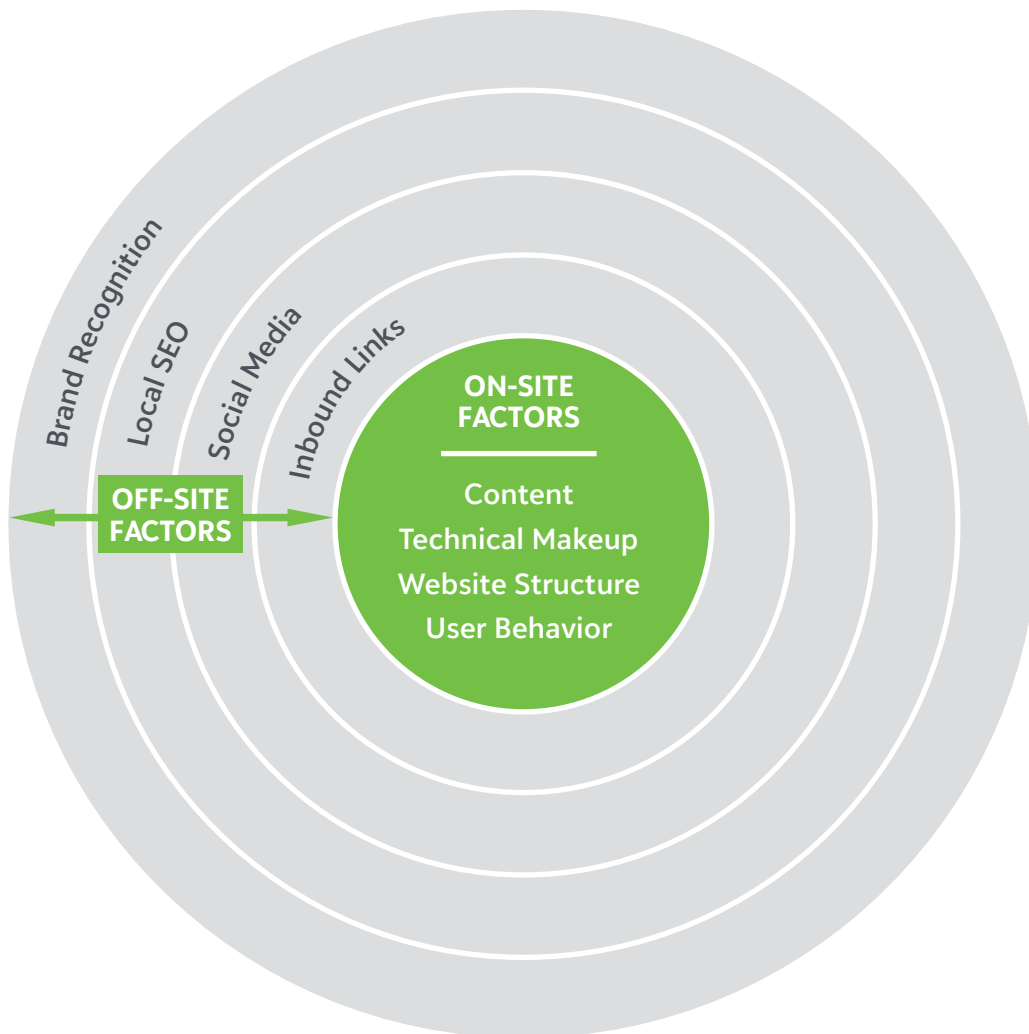 Brand Recognition
Local SEO
Social Media
Inbound Links
OFF-SITE
FACTORS
ON-SITE
FACTORS
Content
Technical Makeup
Website Structure
User Behavior